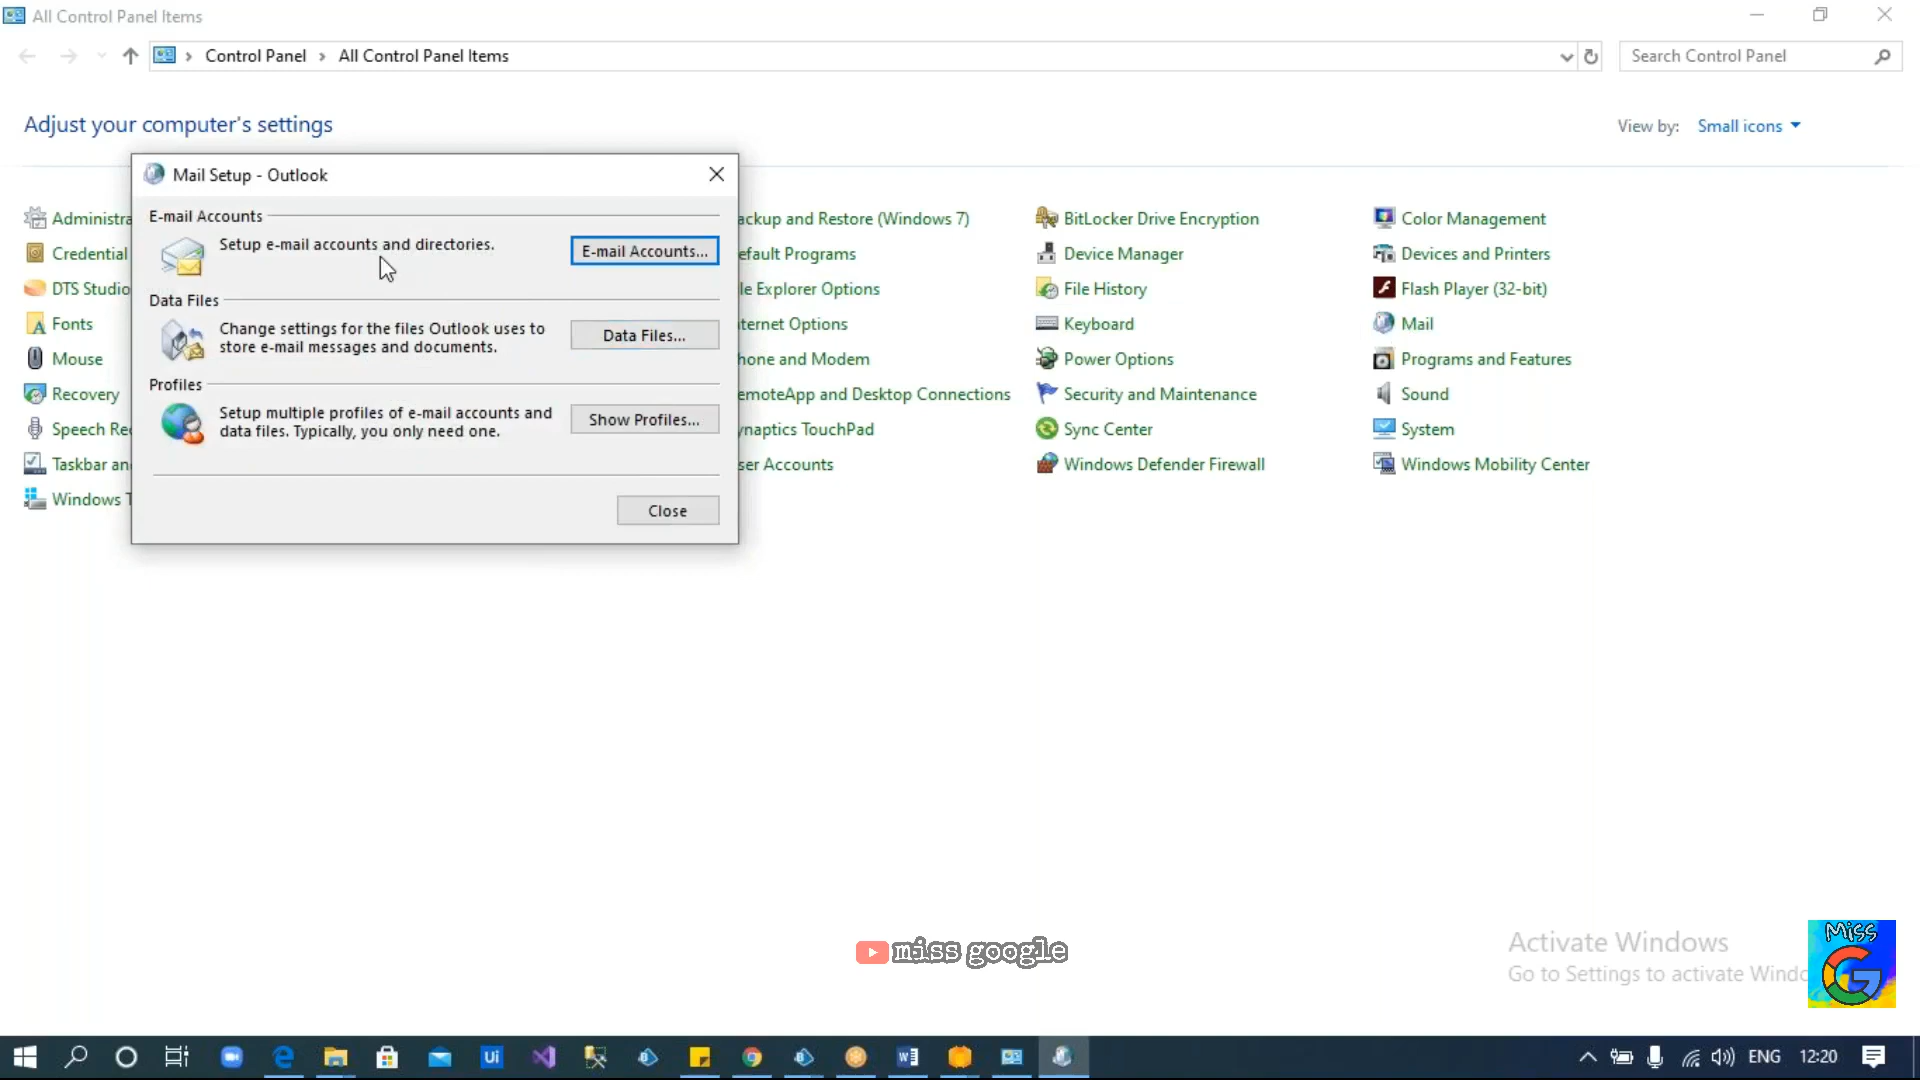 All Control Panel Items
Control Panel › All Control Panel Items
Search Control Panel
Adjust your computer's settings
View by: Small icons
Mail Setup - Outlook
E-mail Accounts
Setup e-mail accounts and directories.
E-mail Accounts...
Data Files
Change settings for the files Outlook uses to
store e-mail messages and documents.
Data Files...
Profiles
Setup multiple profiles of e-mail accounts and
data files. Typically, you only need one.
Show Profiles...
Close
Administra
Credential
DTS Studio
Fonts
Mouse
Recovery
Speech Rec
Taskbar an
Windows T
ackup and Restore (Windows 7)
efault Programs
le Explorer Options
ternet Options
hone and Modem
emoteApp and Desktop Connections
ynaptics TouchPad
ser Accounts
BitLocker Drive Encryption
Device Manager
File History
Keyboard
Power Options
Security and Maintenance
Sync Center
Windows Defender Firewall
Color Management
Devices and Printers
Flash Player (32-bit)
Mail
Programs and Features
Sound
System
Windows Mobility Center
miss google
Activate Windows
Go to Settings to activate Windo
Miss
G
Ui
ENG
12:20